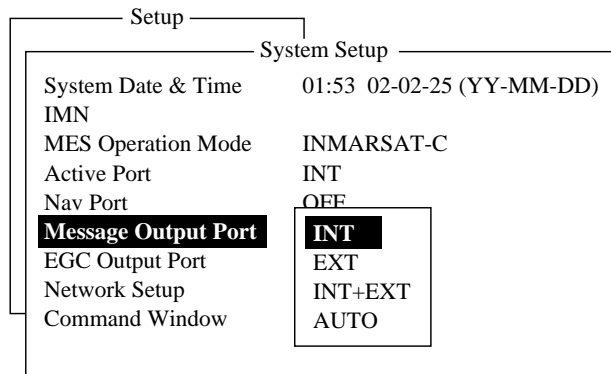 Setup
System Setup
System Date & Time 01:53 02-02-25 (YY-MM-DD)
IMN
MES Operation Mode INMARSAT-C
Active Port INT
Nav Port OFF
Message Output Port INT
EGC Output Port EXT
Network Setup INT+EXT
Command Window AUTO